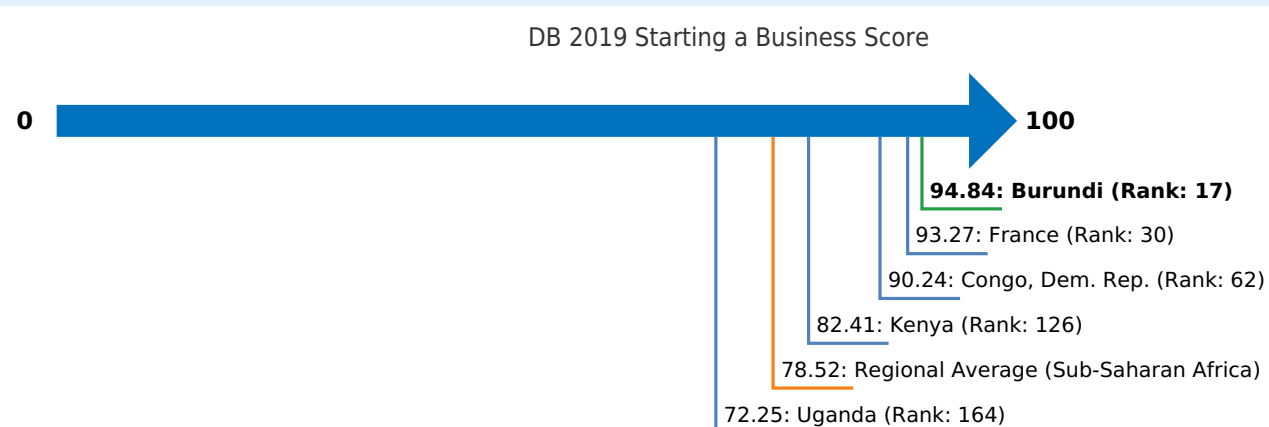 DB 2019 Starting a Business Score
0
100
94.84: Burundi (Rank: 17)
93.27: France (Rank: 30)
90.24: Congo, Dem. Rep. (Rank: 62)
82.41: Kenya (Rank: 126)
78.52: Regional Average (Sub-Saharan Africa)
72.25: Uganda (Rank: 164)